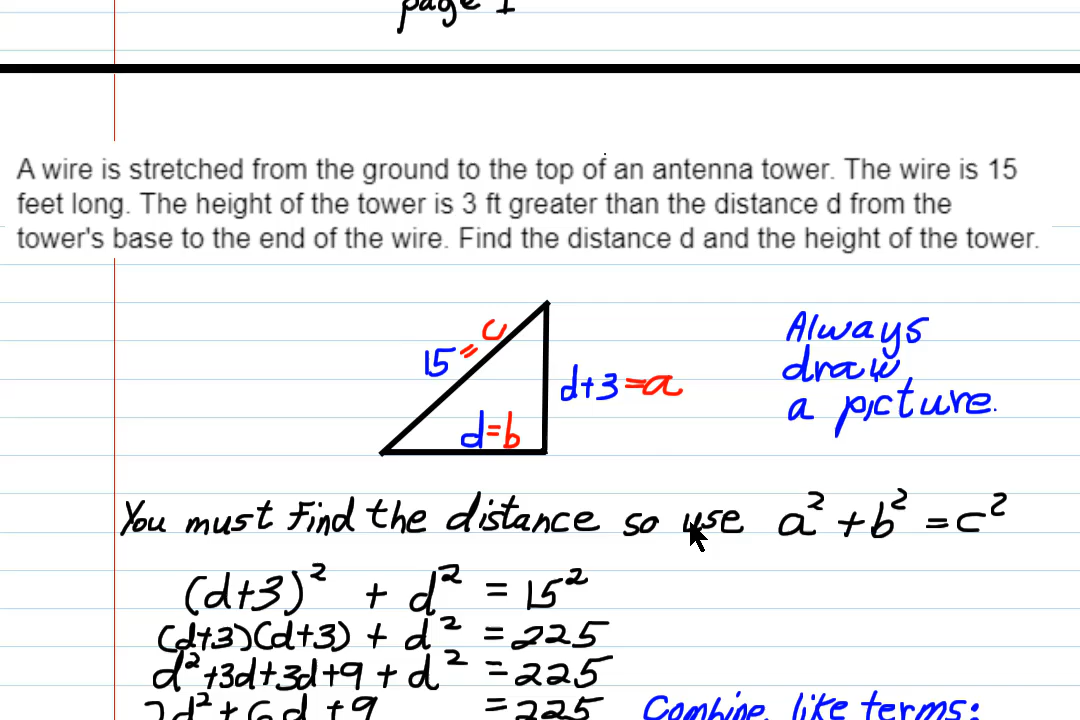 page 1
A wire is stretched from the ground to the top of an antenna tower. The wire is 15
feet long. The height of the tower is 3 ft greater than the distance d from the
tower's base to the end of the wire. Find the distance d and the height of the tower.
15 = c
d+3 = a
d = b
Always
draw
a picture.
You must find the distance so use a² + b² = c²
(d+3)² + d² = 15²
(d+3)(d+3) + d² = 225
d² + 3d + 3d + 9 + d² = 225
2d² + 6d + 9 = 225 Combine like terms: